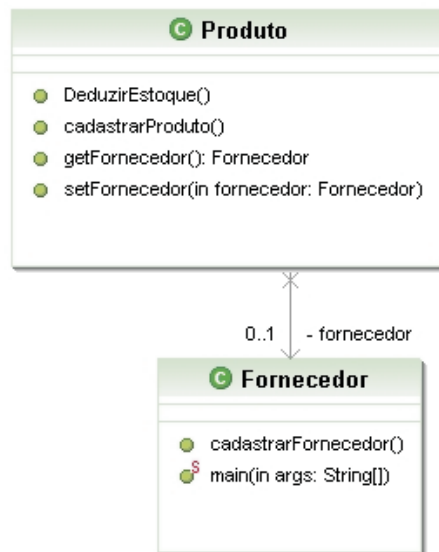 C Produto
DeduzirEstoque()
cadastrarProduto()
getFornecedor(): Fornecedor
setFornecedor(in fornecedor: Fornecedor)
0..1 - fornecedor
C Fornecedor
cadastrarFornecedor()
S main(in args: String[])